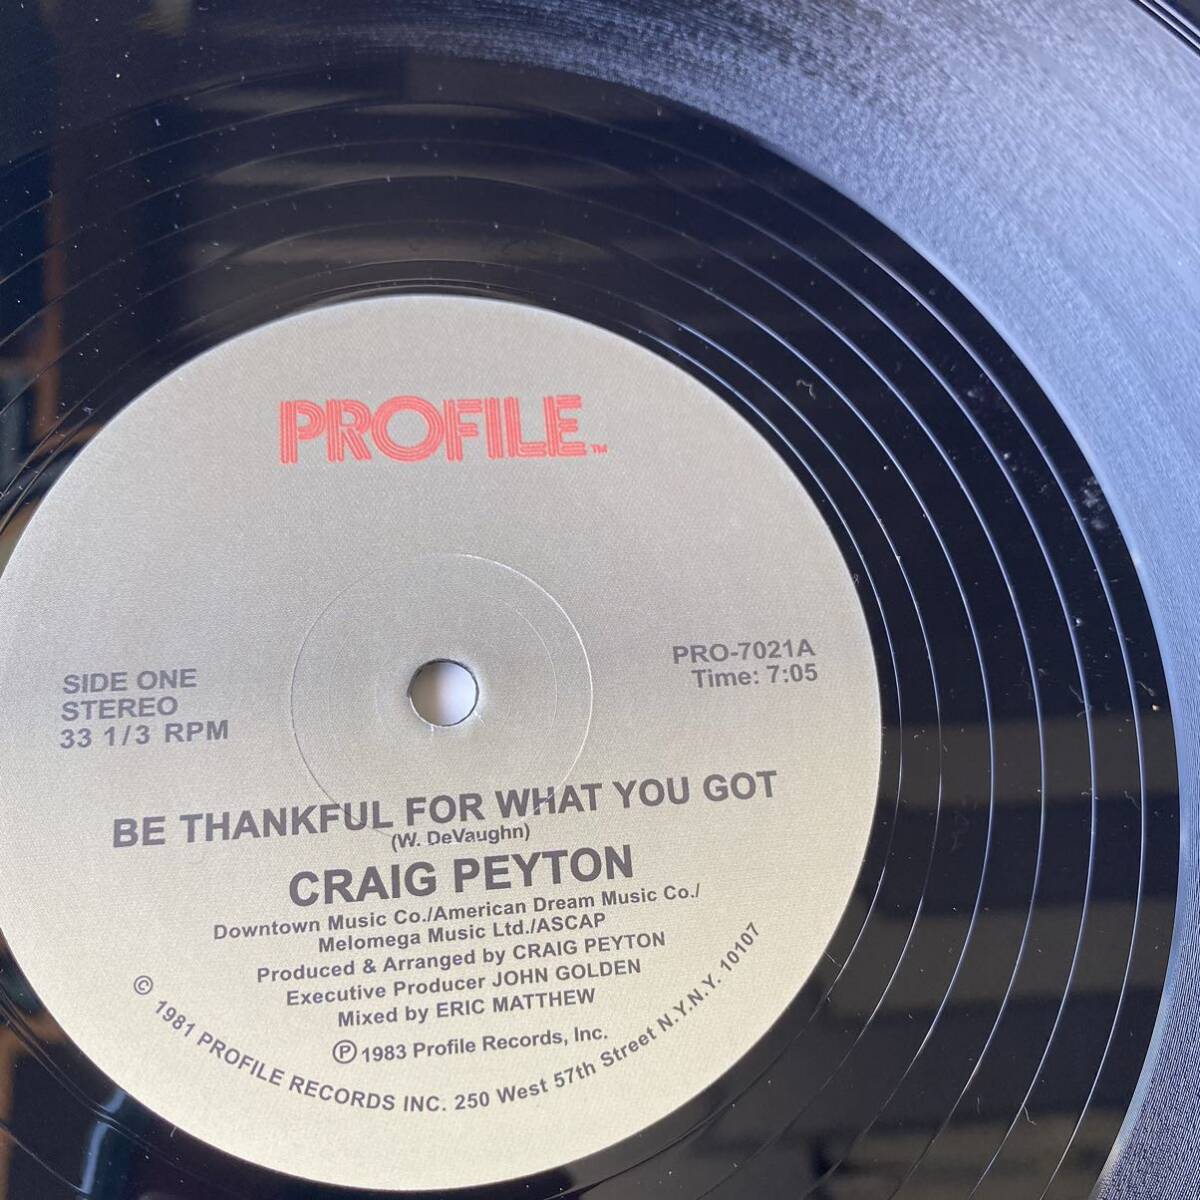 PROFILE™
SIDE ONE
STEREO
33 1/3 RPM
PRO-7021A
Time: 7:05
BE THANKFUL FOR WHAT YOU GOT
(W. DeVaughn)
CRAIG PEYTON
Downtown Music Co./American Dream Music Co./
Melomega Music Ltd./ASCAP
Produced & Arranged by CRAIG PEYTON
Executive Producer JOHN GOLDEN
Mixed by ERIC MATTHEW
Ⓟ 1983 Profile Records, Inc.
© 1981 PROFILE RECORDS INC. 250 West 57th Street N.Y.N.Y. 10107